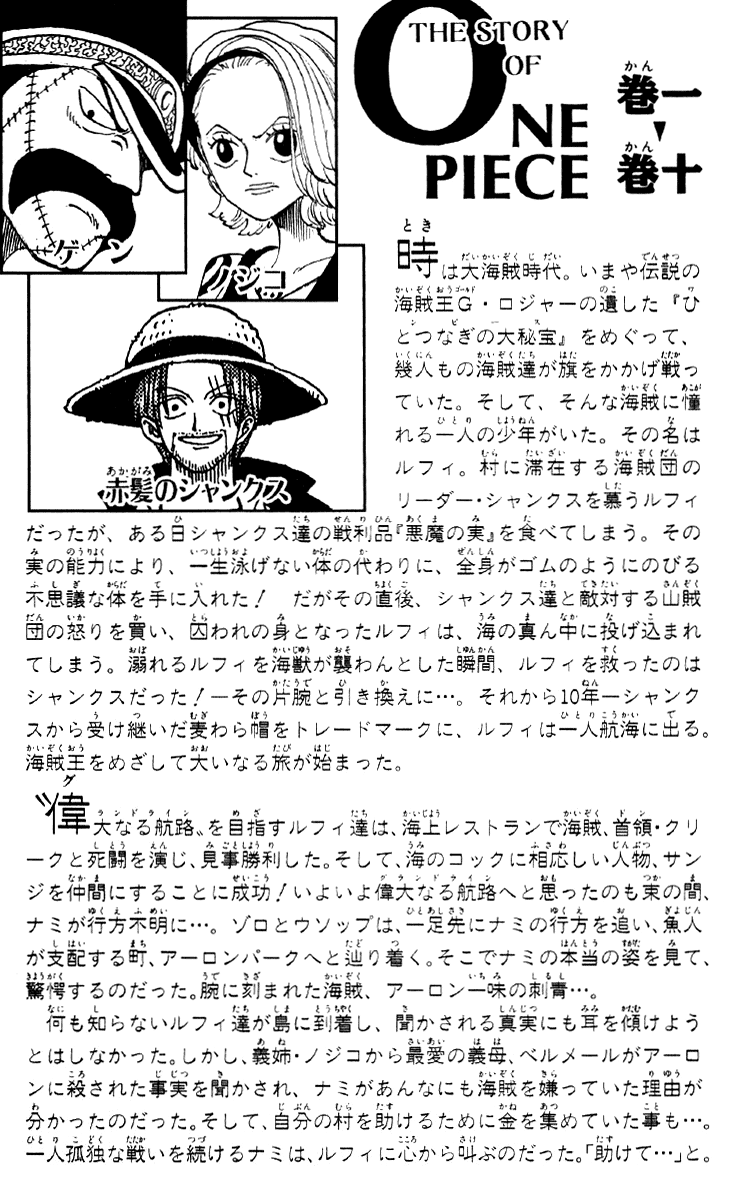 THE STORY
OF
ONE
PIECE
巻一
▼
巻十
ゲン
ノジコ
赤髪のシャンクス
時は大海賊時代。いまや伝説の
海賊王G・ロジャーの遺した『ひ
とつなぎの大秘宝』をめぐって、
幾人もの海賊達が旗をかかげ戦っ
ていた。そして、そんな海賊に憧
れる一人の少年がいた。その名は
ルフィ。村に滞在する海賊団の
リーダー・シャンクスを慕うルフィ
だったが、ある日シャンクス達の戦利品『悪魔の実』を食べてしまう。その
実の能力により、一生泳げない体の代わりに、全身がゴムのようにのびる
不思議な体を手に入れた！ だがその直後、シャンクス達と敵対する山賊
団の怒りを買い、囚われの身となったルフィは、海の真ん中に投げ込まれ
てしまう。溺れるルフィを海獣が襲わんとした瞬間、ルフィを救ったのは
シャンクスだった！―その片腕と引き換えに…。それから10年―シャンク
スから受け継いだ麦わら帽をトレードマークに、ルフィは一人航海に出る。
海賊王をめざして大いなる旅が始まった。
〝偉大なる航路〟を目指すルフィ達は、海上レストランで海賊、首領・クリ
ークと死闘を演じ、見事勝利した。そして、海のコックに相応しい人物、サン
ジを仲間にすることに成功！いよいよ偉大なる航路へと思ったのも束の間、
ナミが行方不明に…。ゾロとウソップは、一足先にナミの行方を追い、魚人
が支配する町、アーロンパークへと辿り着く。そこでナミの本当の姿を見て、
驚愕するのだった。腕に刻まれた海賊、アーロン一味の刺青…。
何も知らないルフィ達が島に到着し、聞かされる真実にも耳を傾けよう
とはしなかった。しかし、義姉・ノジコから最愛の義母、ベルメールがアーロ
ンに殺された事実を聞かされ、ナミがあんなにも海賊を嫌っていた理由が
分かったのだった。そして、自分の村を助けるために金を集めていた事も…。
一人孤独な戦いを続けるナミは、ルフィに心から叫ぶのだった。「助けて…」と。